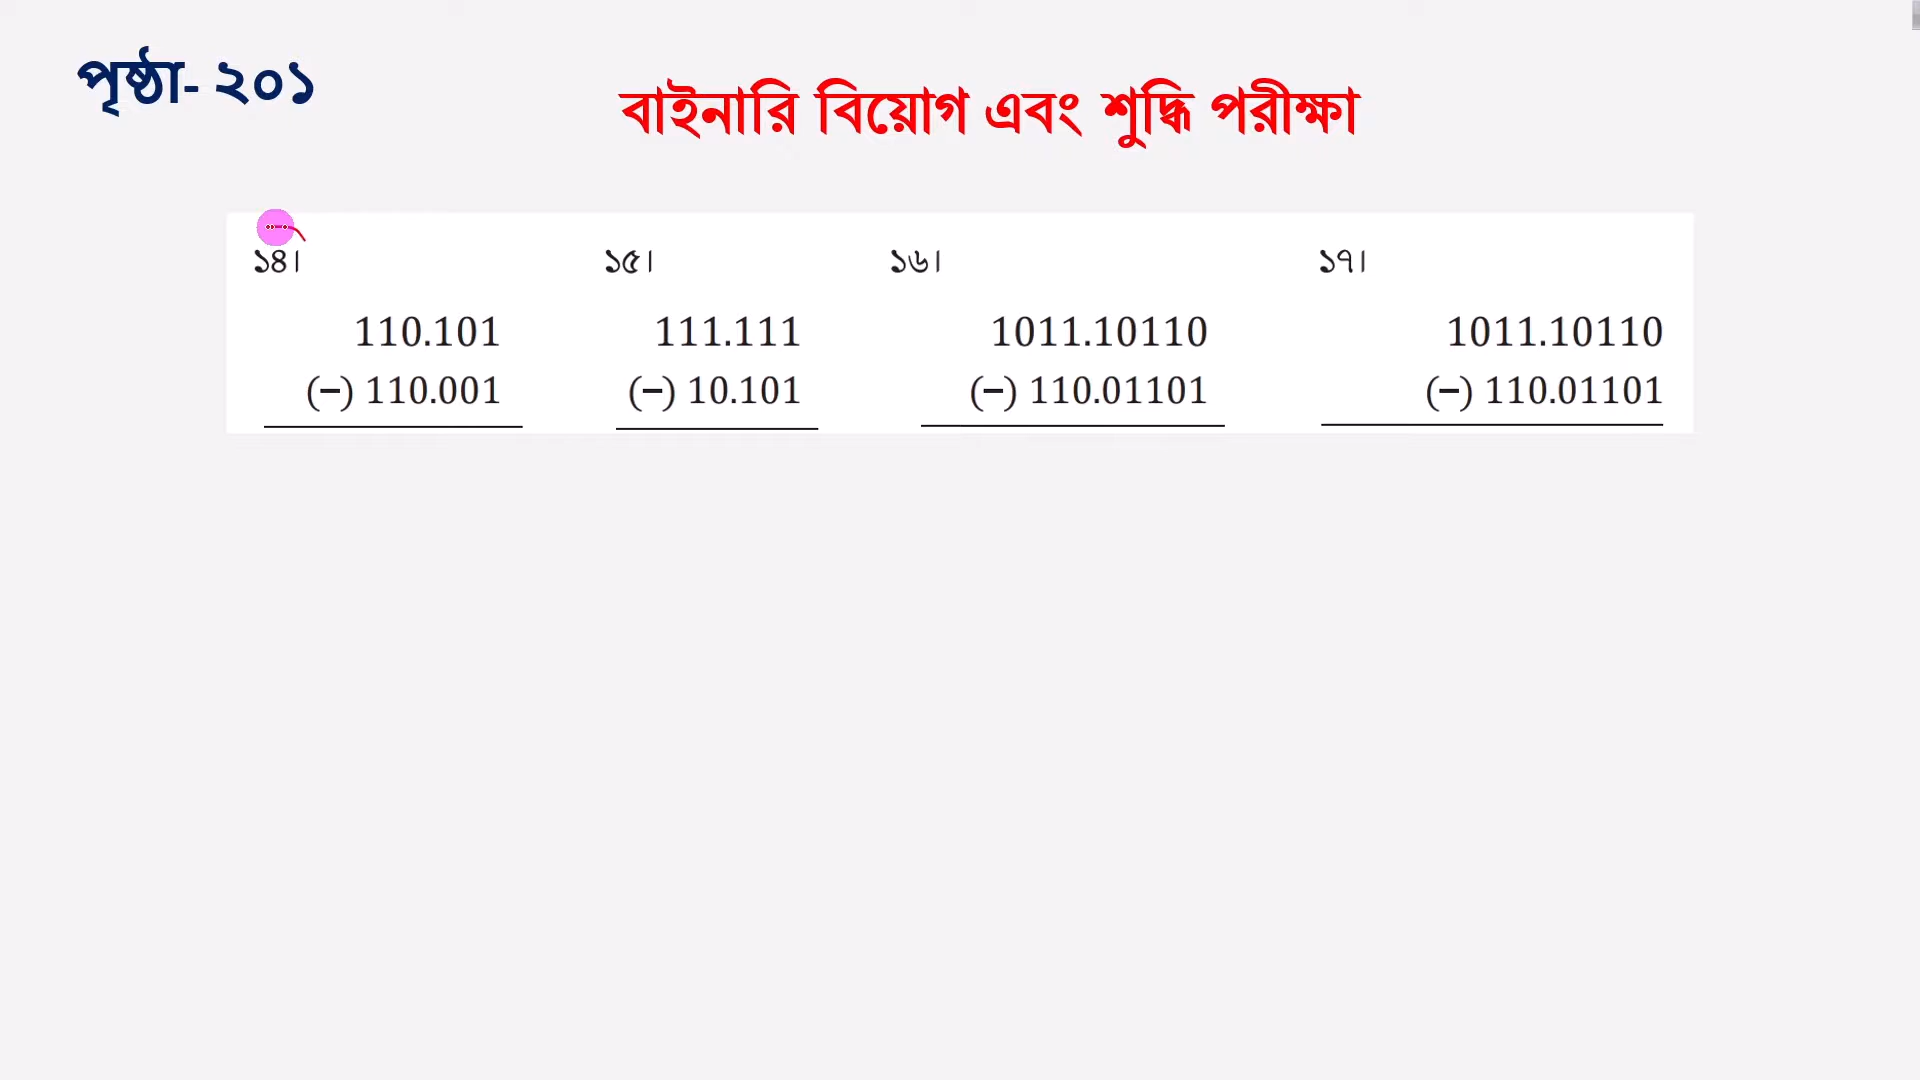 পৃষ্ঠা- ২০১
বাইনারি বিয়োগ এবং শুদ্ধি পরীক্ষা
১৪। ১৫। ১৬। ১৭।
110.101 111.111 1011.10110 1011.10110
(−) 110.001 (−) 10.101 (−) 110.01101 (−) 110.01101